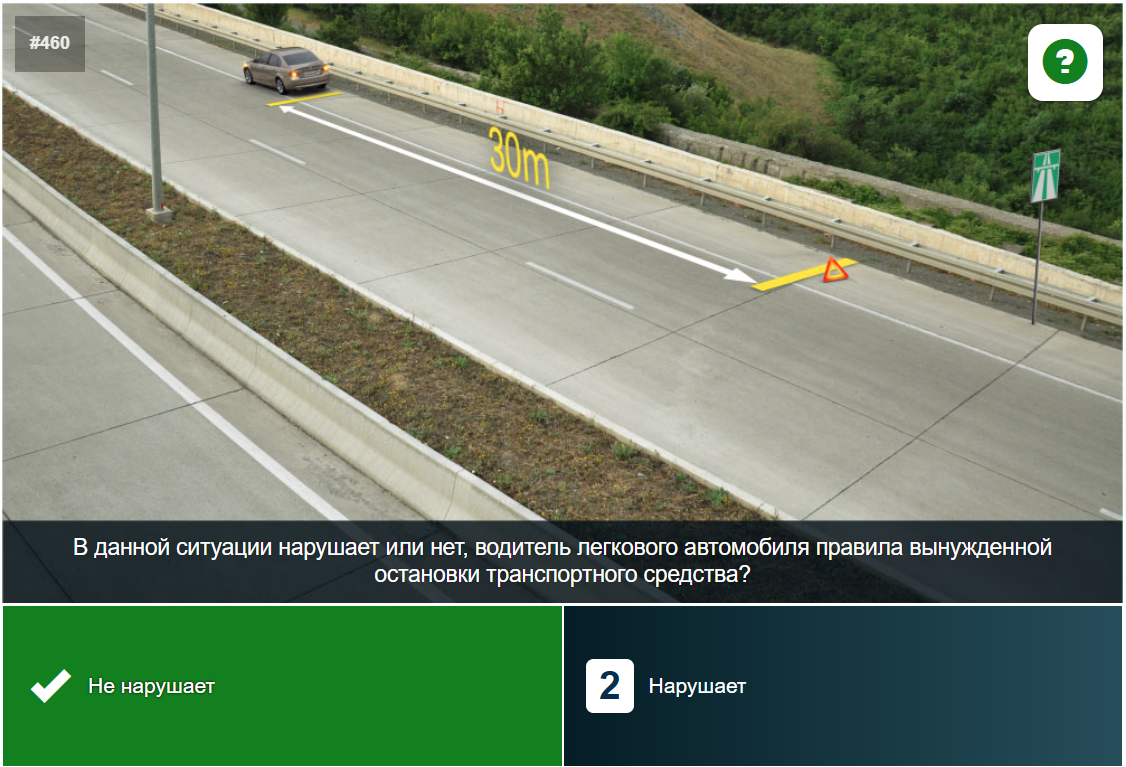 #460
?
30m
В данной ситуации нарушает или нет, водитель легкового автомобиля правила вынужденной
остановки транспортного средства?
Не нарушает
2 Нарушает